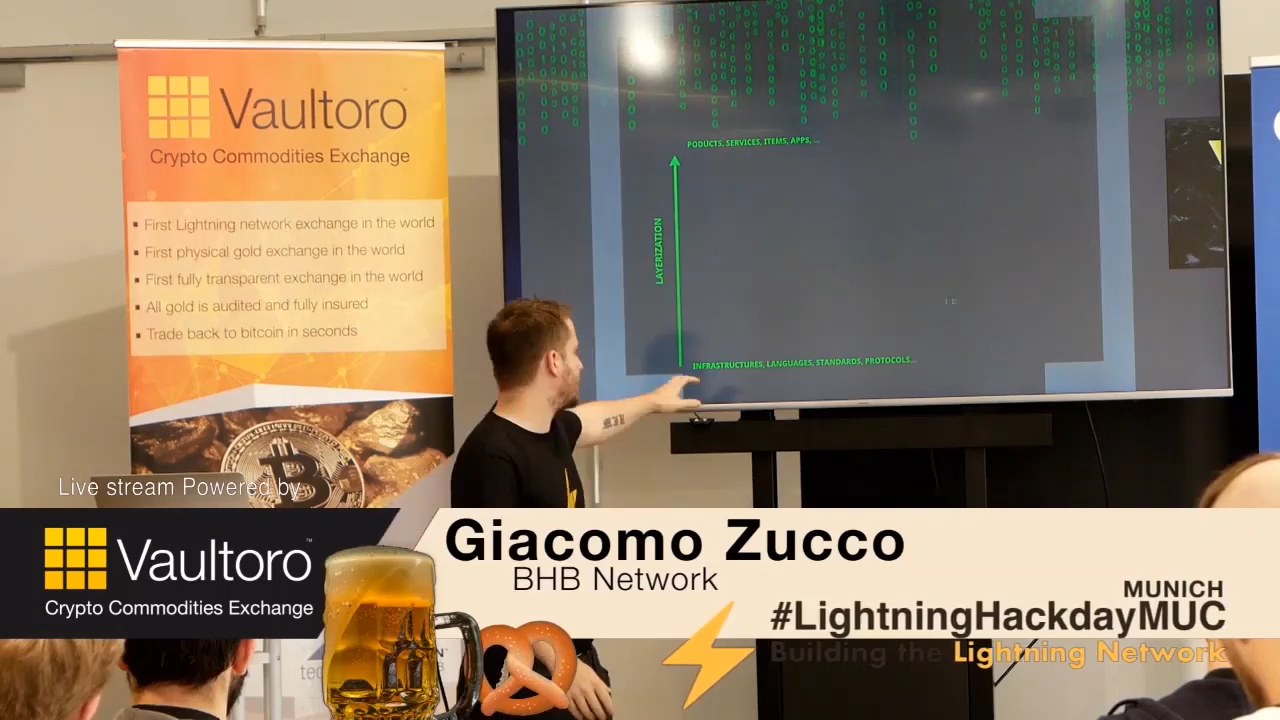 Vaultoro
Crypto Commodities Exchange
First Lightning network exchange in the world
First physical gold exchange in the world
First fully transparent exchange in the world
All gold is audited and fully insured
Trade back to bitcoin in seconds
PODUCTS, SERVICES, ITEMS, APPS, ...
LAYERIZATION
INFRASTRUCTURES, LANGUAGES, STANDARDS, PROTOCOLS...
Live stream Powered by
Vaultoro™
Crypto Commodities Exchange
Giacomo Zucco
BHB Network
MUNICH
#LightningHackdayMUC
Building the Lightning Network